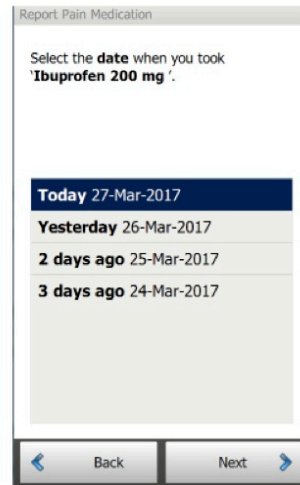 Report Pain Medication
Select the date when you took
‘Ibuprofen 200 mg ’.
Today 27-Mar-2017
Yesterday 26-Mar-2017
2 days ago 25-Mar-2017
3 days ago 24-Mar-2017
Back Next